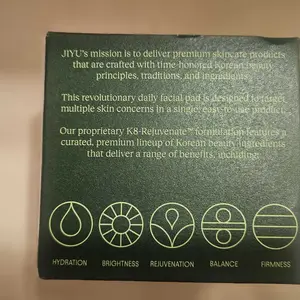 JIYU's mission is to deliver premium skincare products
that are crafted with time-honored Korean beauty
principles, traditions, and ingredients.
This revolutionary daily facial pad is designed to target
multiple skin concerns in a single, easy-to-use product.
Our proprietary K8-Rejuvenate™ formulation features a
curated, premium lineup of Korean beauty ingredients
that deliver a range of benefits, including:
HYDRATION BRIGHTNESS REJUVENATION BALANCE FIRMNESS